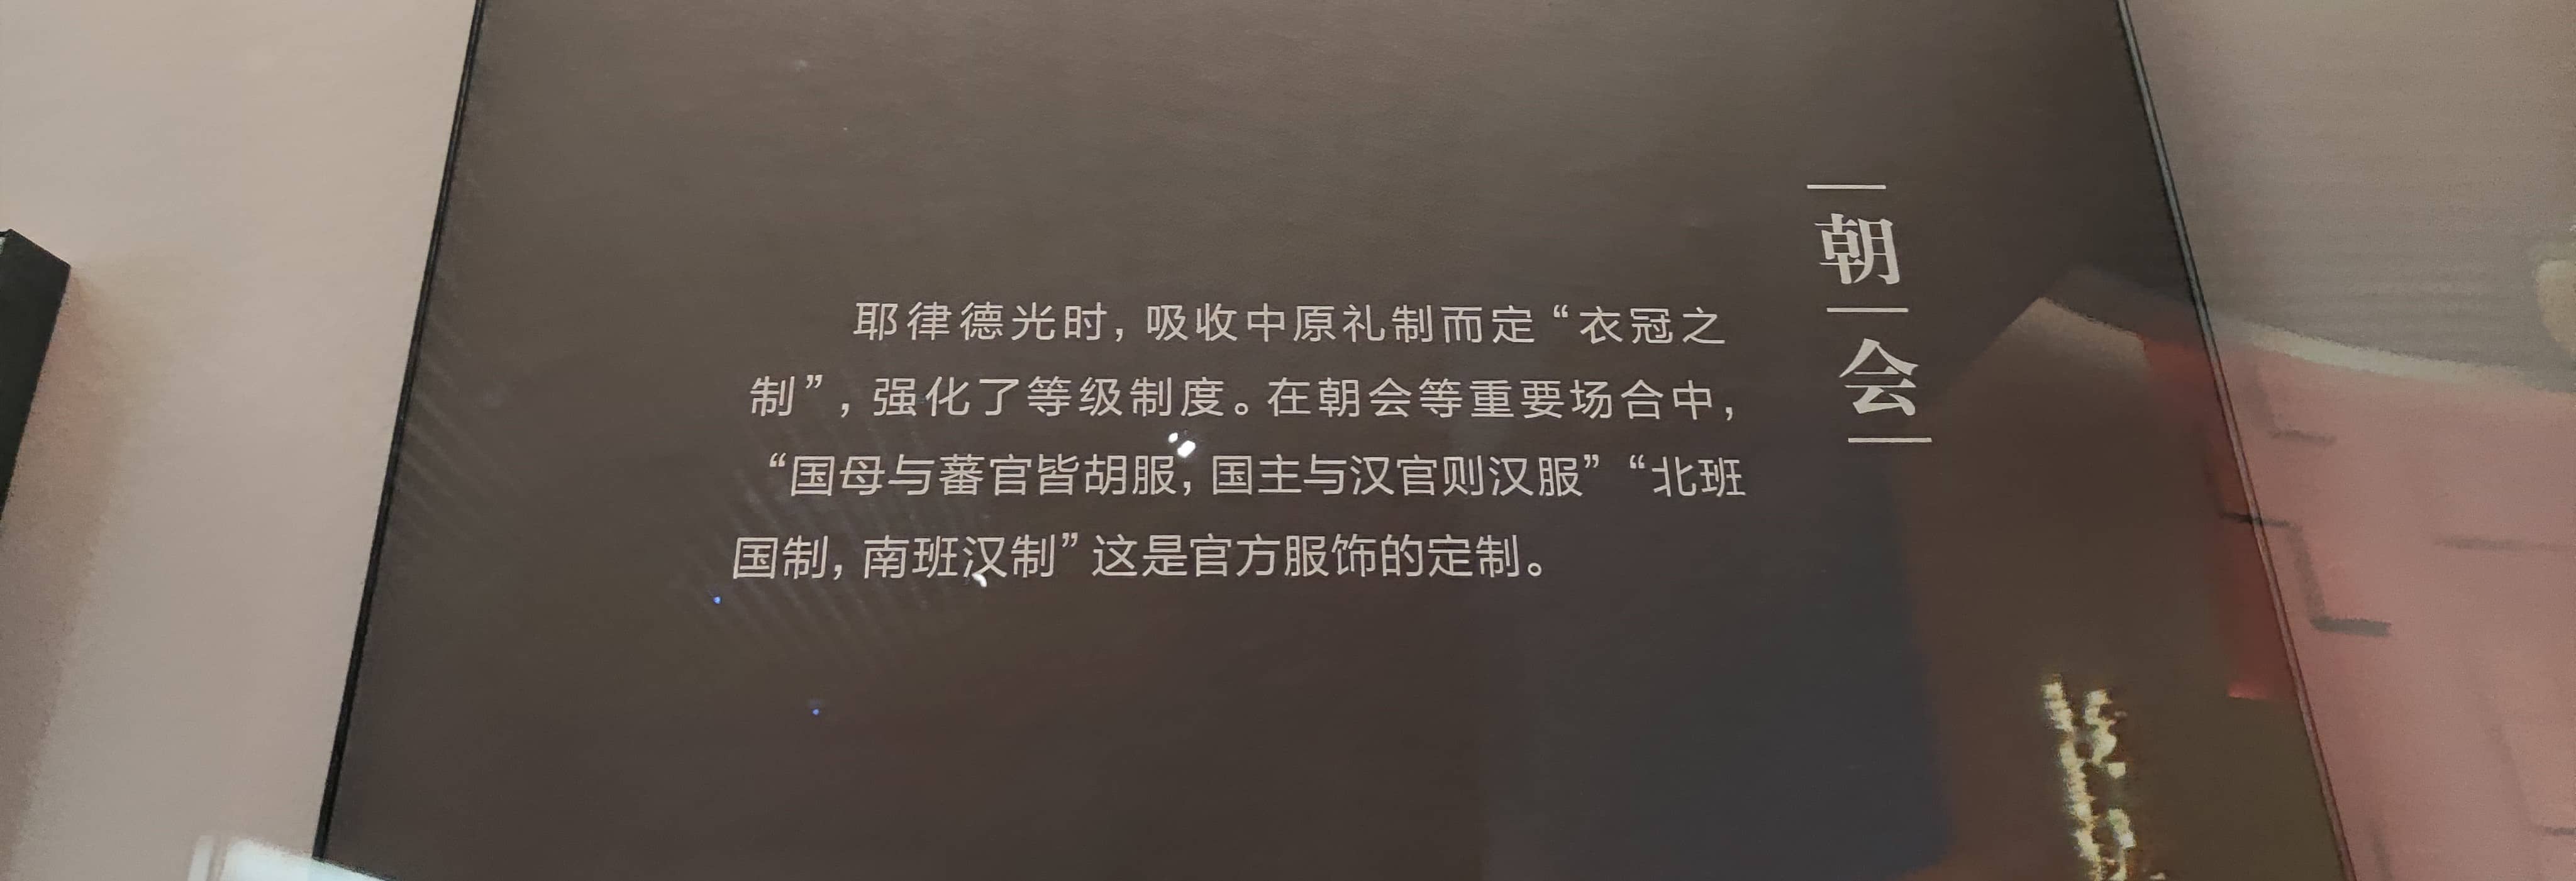 朝会
耶律德光时，吸收中原礼制而定“衣冠之
制”，强化了等级制度。在朝会等重要场合中，
“国母与蕃官皆胡服，国主与汉官则汉服”“北班
国制，南班汉制”这是官方服饰的定制。